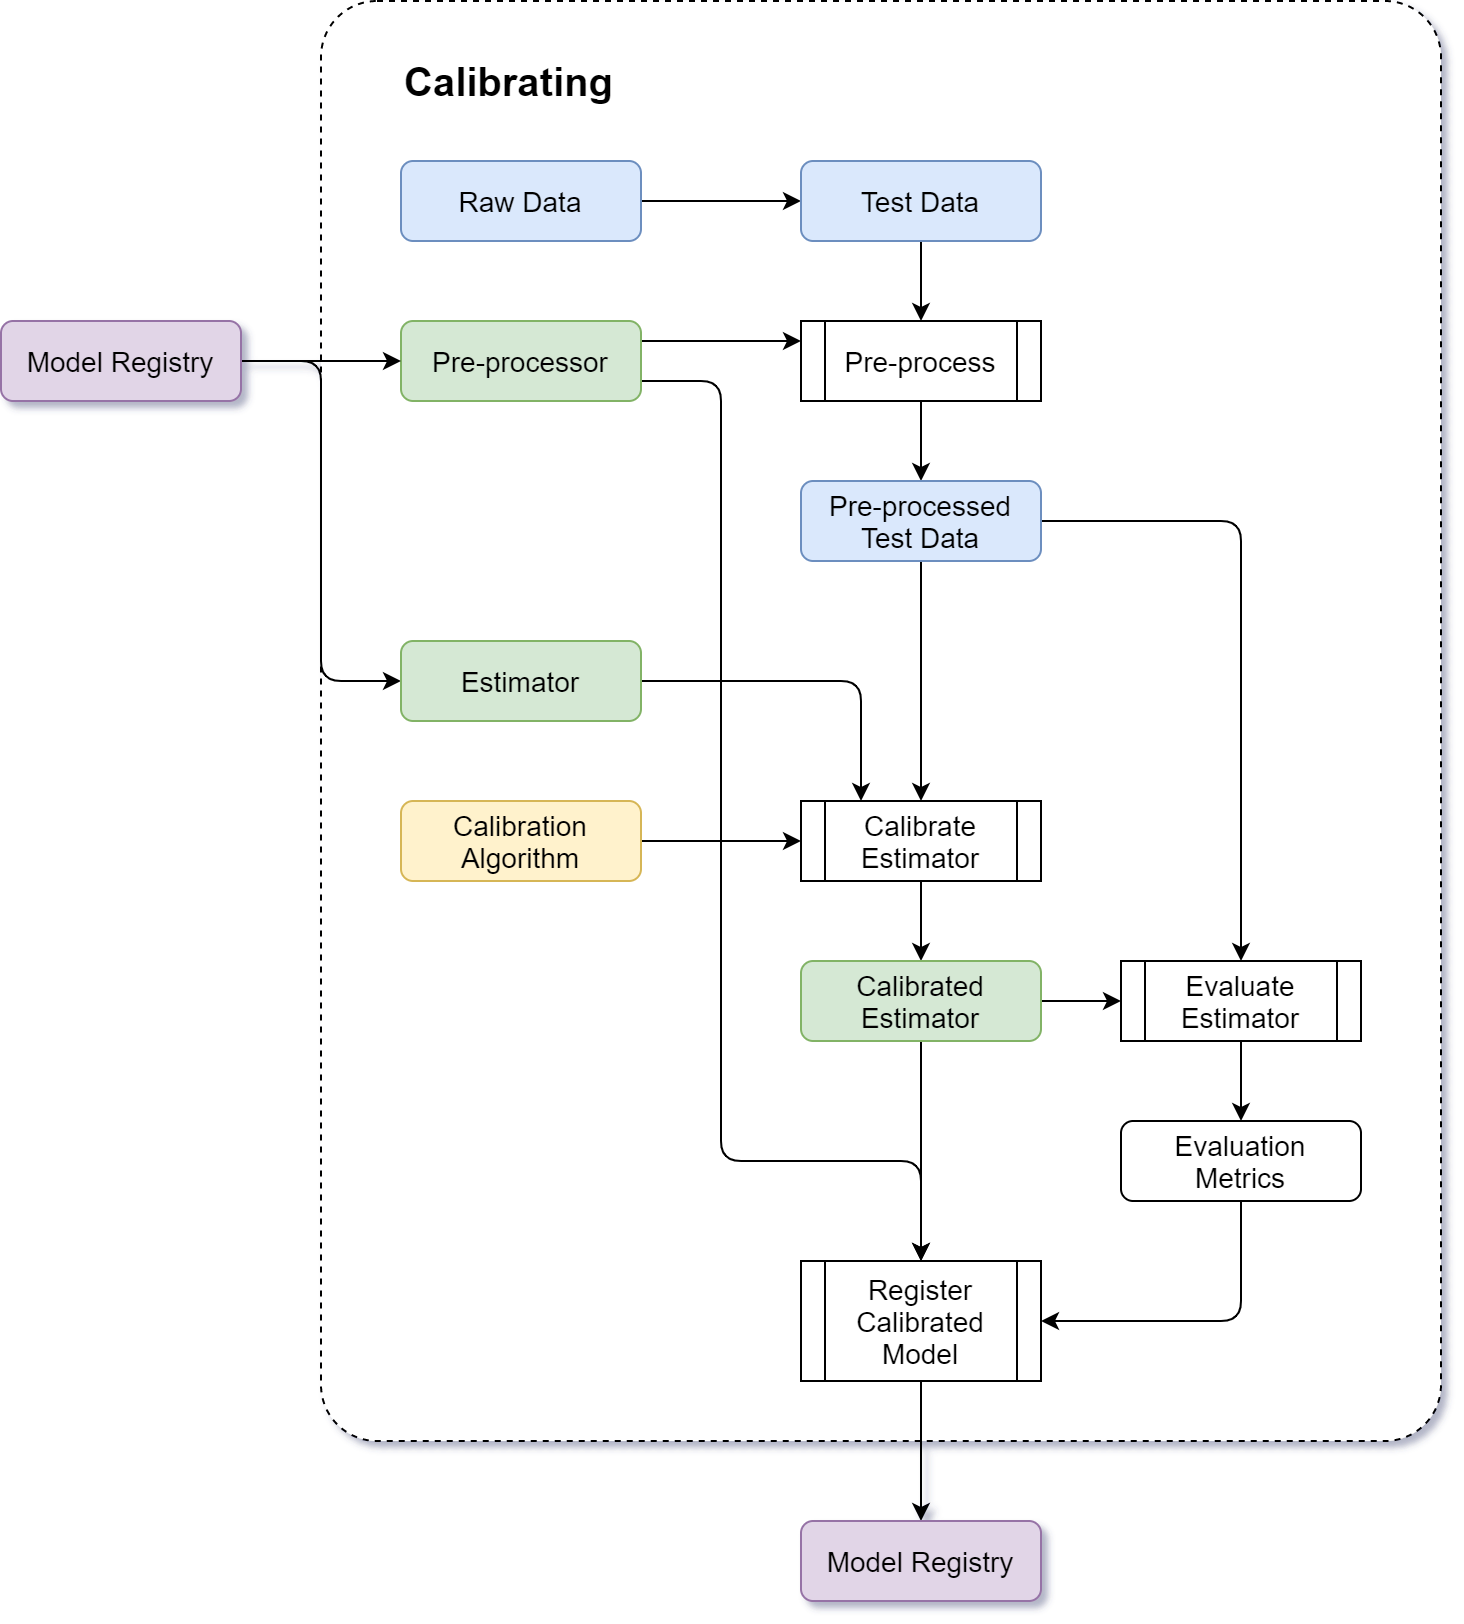 Calibrating
Raw Data
Test Data
Model Registry
Pre-processor
Pre-process
Pre-processed
Test Data
Estimator
Calibration
Algorithm
Calibrate
Estimator
Calibrated
Estimator
Evaluate
Estimator
Evaluation
Metrics
Register
Calibrated
Model
Model Registry